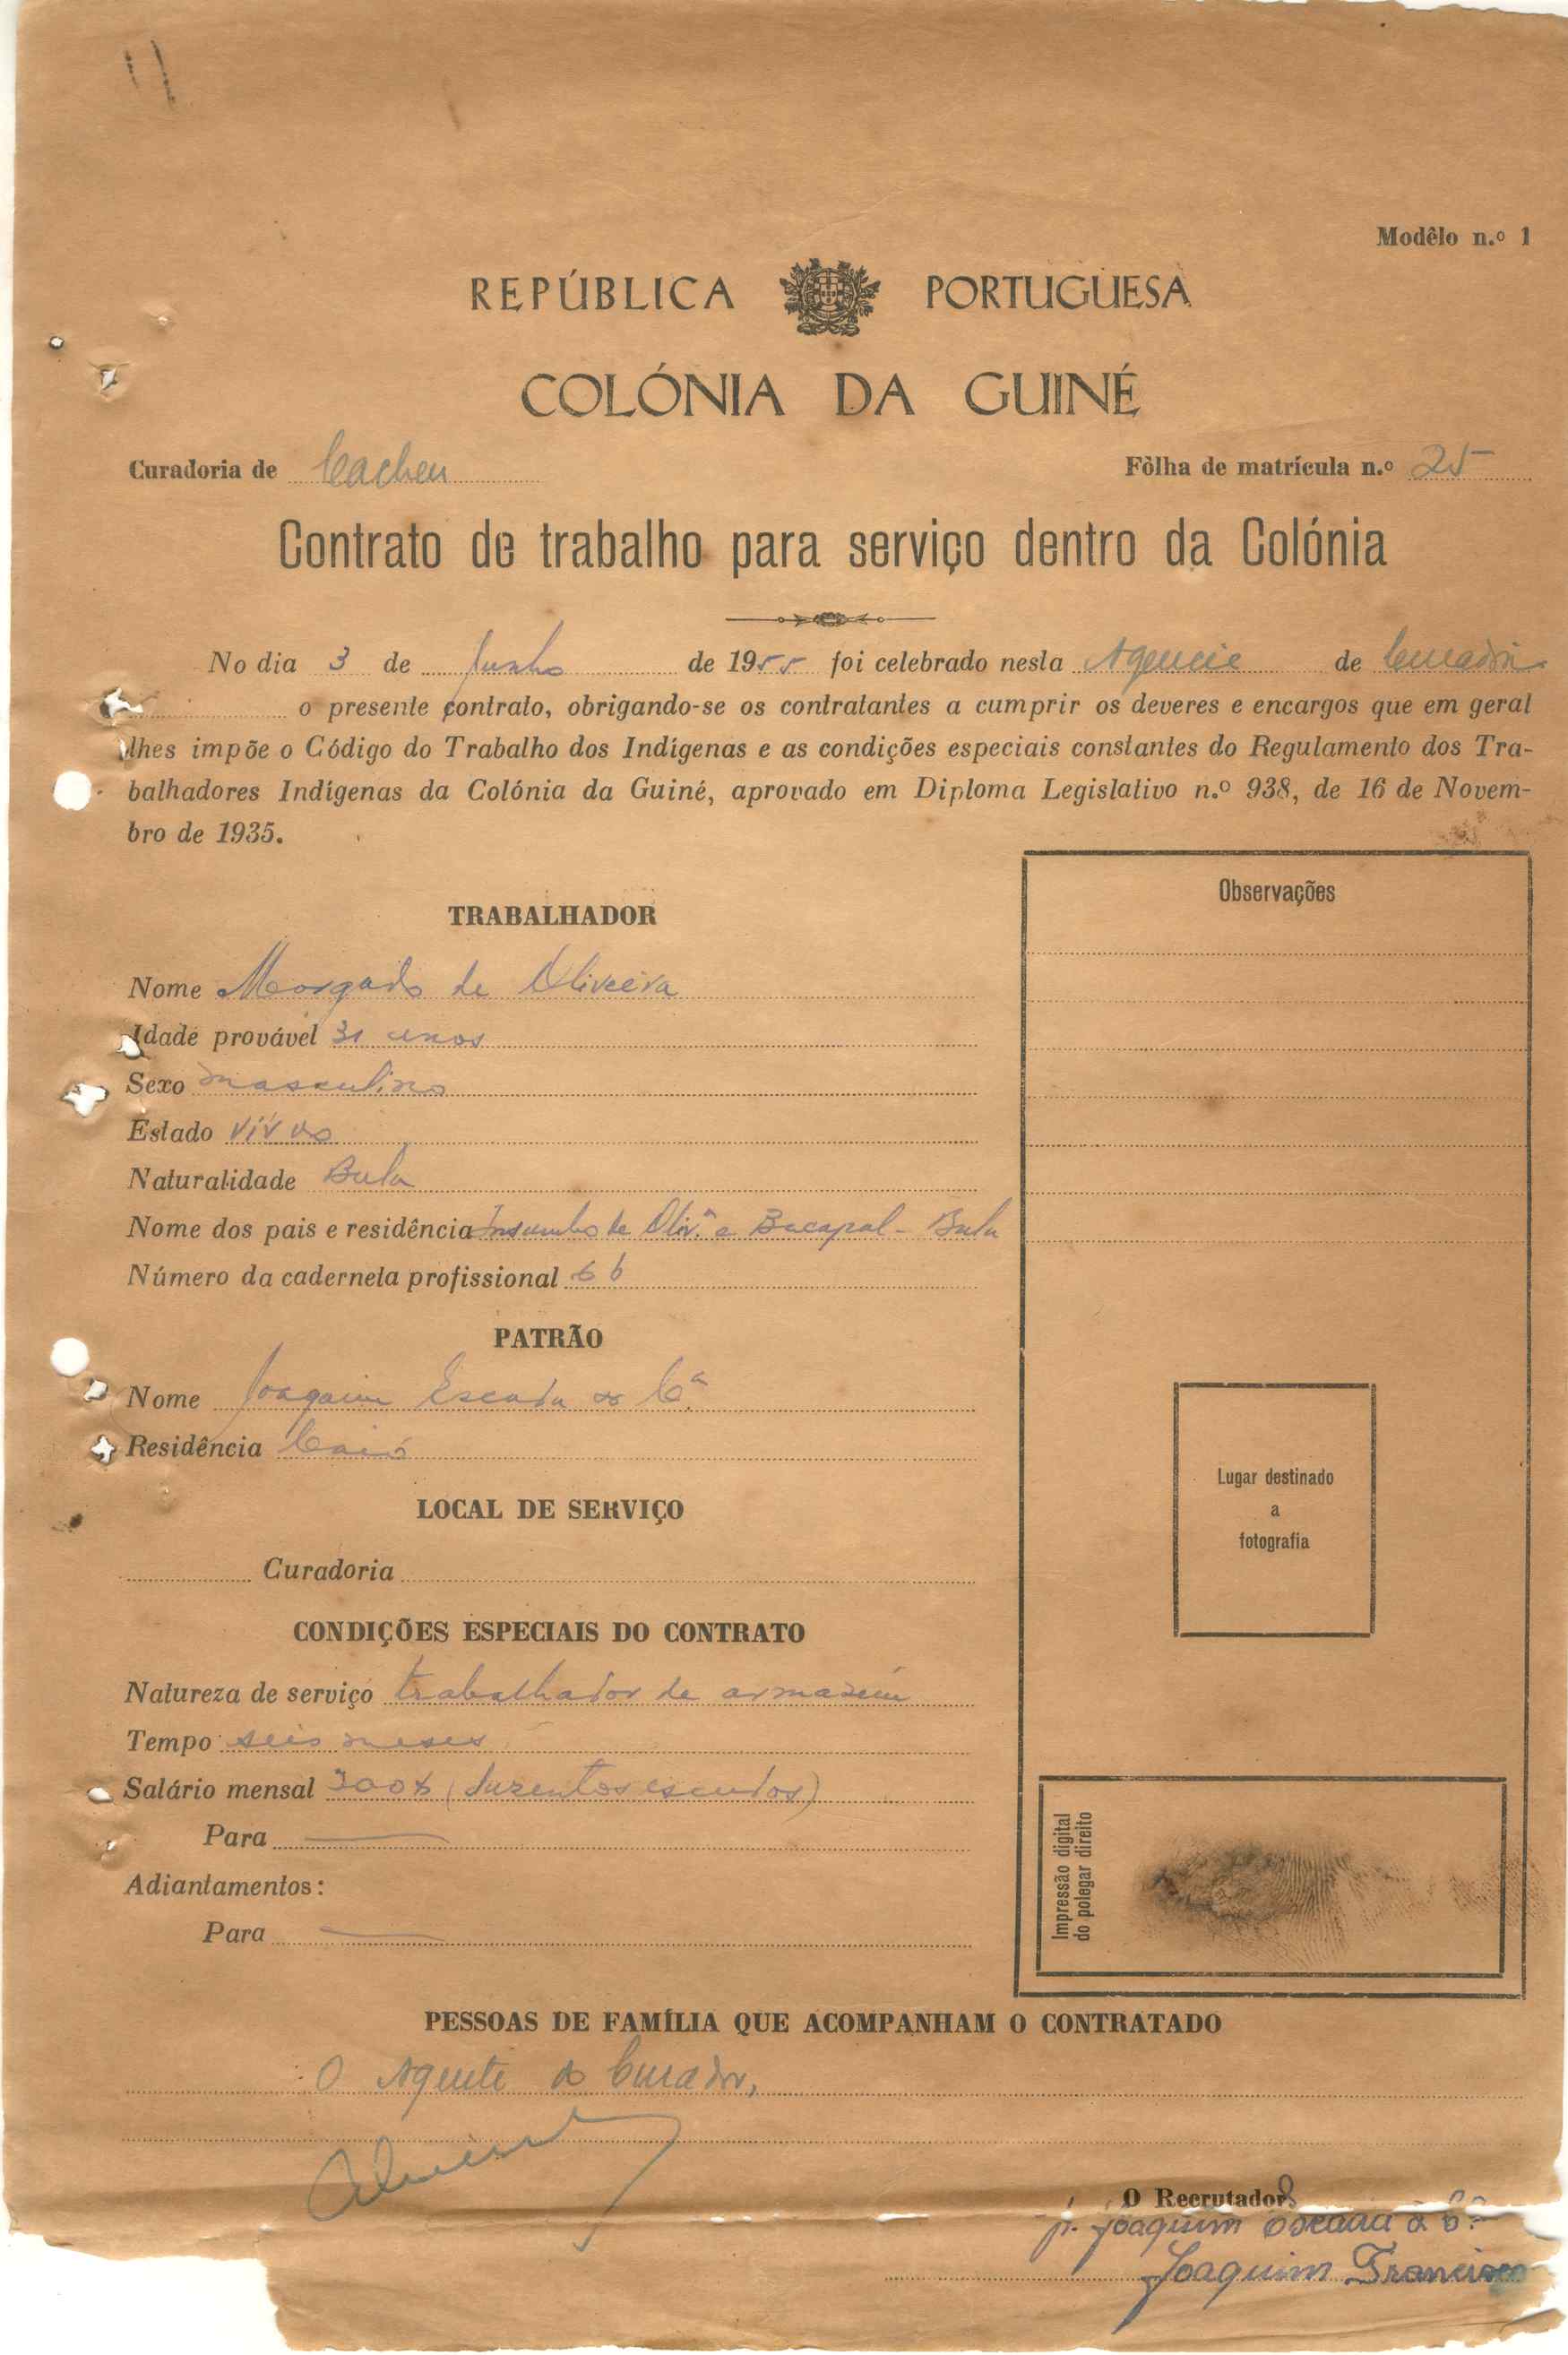 Modêlo n.º 1
REPÚBLICA PORTUGUESA
COLÓNIA DA GUINÉ
Curadoria de Cacheu Fôlha de matrícula n.º 25
Contrato de trabalho para serviço dentro da Colónia
No dia 3 de Junho de 1955 foi celebrado nesta Agencia de
o presente contrato, obrigando-se os contratantes a cumprir os deveres e encargos que em geral
lhes impõe o Código do Trabalho dos Indígenas e as condições especiais constantes do Regulamento dos Tra-
balhadores Indígenas da Colónia da Guiné, aprovado em Diploma Legislativo n.º 938, de 16 de Novem-
bro de 1935.
Observações
TRABALHADOR
Nome Morgado de Oliveira
Idade provável 31 anos
Sexo masculino
Estado
Naturalidade Bula
Nome dos pais e residência de Oliv.ª e - Bula
Número da caderneta profissional 66
PATRÃO
Nome Joaquim Escada & C.ª
Residência Caió
LOCAL DE SERVIÇO
Curadoria
Lugar destinado
a
fotografia
CONDIÇÕES ESPECIAIS DO CONTRATO
Natureza de serviço trabalhador de armazém
Tempo seis meses
Salário mensal 200$ (duzentos escudos)
Para
Adiantamentos:
Para
Impressão digital
do polegar direito
PESSOAS DE FAMÍLIA QUE ACOMPANHAM O CONTRATADO
O Agente do Curador,
O Recrutador
p. Joaquim Escada & C.ª
Joaquim Francisco